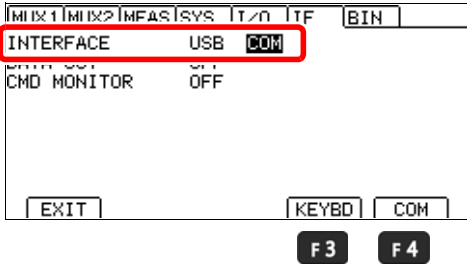 MUX1 MUX2 MEAS SYS I/O IF BIN
INTERFACE USB COM
CMD MONITOR OFF
EXIT KEYBD COM
F3 F4